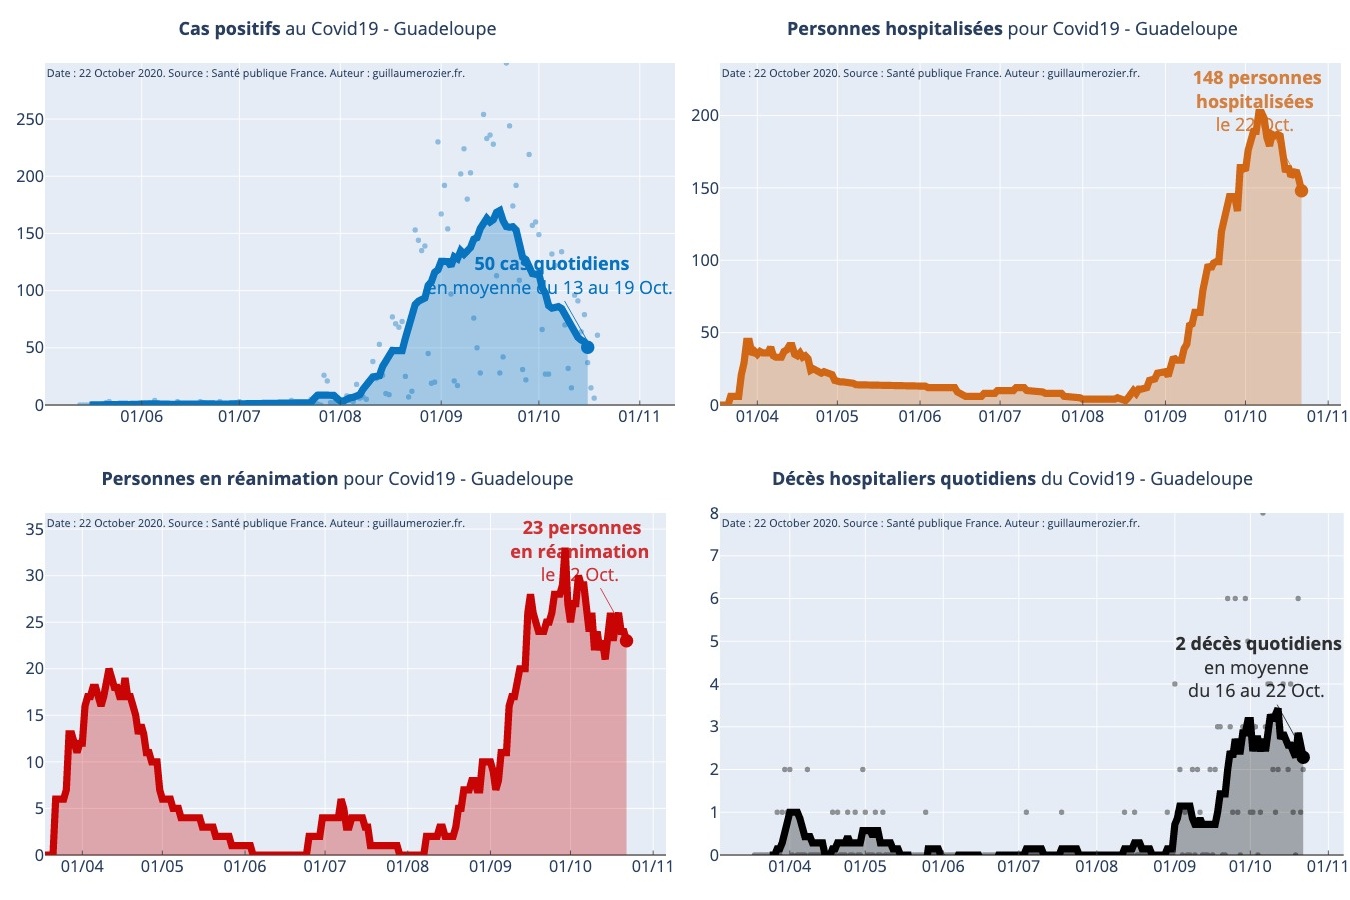 Cas positifs au Covid19 - Guadeloupe
Date : 22 October 2020. Source : Santé publique France. Auteur : guillaumerozier.fr.
50 cas quotidiens
en moyenne du 13 au 19 Oct.
250
200
150
100
50
0
01/06 01/07 01/08 01/09 01/10 01/11
Personnes hospitalisées pour Covid19 - Guadeloupe
Date : 22 October 2020. Source : Santé publique France. Auteur : guillaumerozier.fr.
148 personnes
hospitalisées
le 22 Oct.
200
150
100
50
0
01/04 01/05 01/06 01/07 01/08 01/09 01/10 01/11
Personnes en réanimation pour Covid19 - Guadeloupe
Date : 22 October 2020. Source : Santé publique France. Auteur : guillaumerozier.fr.
23 personnes
en réanimation
le 22 Oct.
35
30
25
20
15
10
5
0
01/04 01/05 01/06 01/07 01/08 01/09 01/10 01/11
Décès hospitaliers quotidiens du Covid19 - Guadeloupe
Date : 22 October 2020. Source : Santé publique France. Auteur : guillaumerozier.fr.
2 décès quotidiens
en moyenne
du 16 au 22 Oct.
8
7
6
5
4
3
2
1
0
01/04 01/05 01/06 01/07 01/08 01/09 01/10 01/11